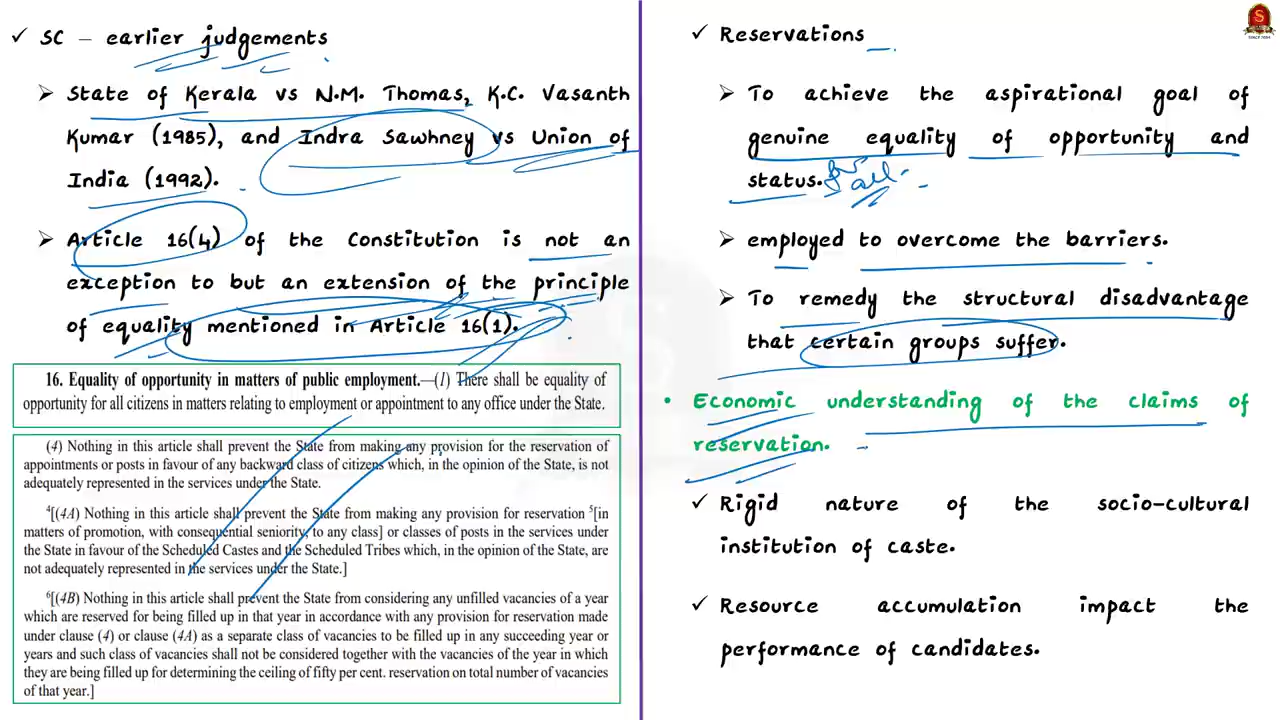 ✓ SC – earlier judgements
➢ State of Kerala vs N.M. Thomas, K.C. Vasanth
Kumar (1985), and Indra Sawhney vs Union of
India (1992).
➢ Article 16(4) of the Constitution is not an
exception to but an extension of the principle
of equality mentioned in Article 16(1).
16. Equality of opportunity in matters of public employment.—(1) There shall be equality of
opportunity for all citizens in matters relating to employment or appointment to any office under the State.
(4) Nothing in this article shall prevent the State from making any provision for the reservation of
appointments or posts in favour of any backward class of citizens which, in the opinion of the State, is not
adequately represented in the services under the State.
4[(4A) Nothing in this article shall prevent the State from making any provision for reservation 5[in
matters of promotion, with consequential seniority, to any class] or classes of posts in the services under
the State in favour of the Scheduled Castes and the Scheduled Tribes which, in the opinion of the State, are
not adequately represented in the services under the State.]
6[(4B) Nothing in this article shall prevent the State from considering any unfilled vacancies of a year
which are reserved for being filled up in that year in accordance with any provision for reservation made
under clause (4) or clause (4A) as a separate class of vacancies to be filled up in any succeeding year or
years and such class of vacancies shall not be considered together with the vacancies of the year in which
they are being filled up for determining the ceiling of fifty per cent. reservation on total number of vacancies
of that year.]
✓ Reservations
➢ To achieve the aspirational goal of
genuine equality of opportunity and
status. for all
➢ employed to overcome the barriers.
➢ To remedy the structural disadvantage
that certain groups suffer.
• Economic understanding of the claims of
reservation.
✓ Rigid nature of the socio-cultural
institution of caste.
✓ Resource accumulation impact the
performance of candidates.